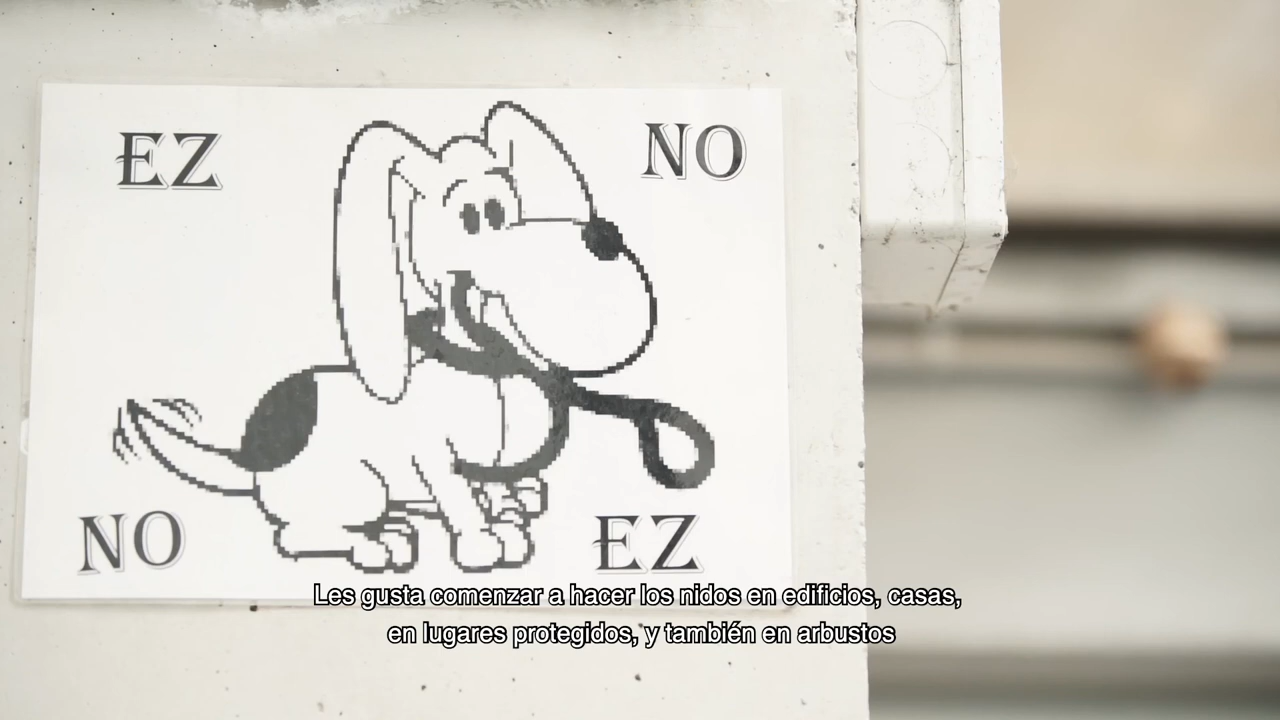 EZ NO
NO EZ
Les gusta comenzar a hacer los nidos en edificios, casas,
en lugares protegidos, y también en arbustos